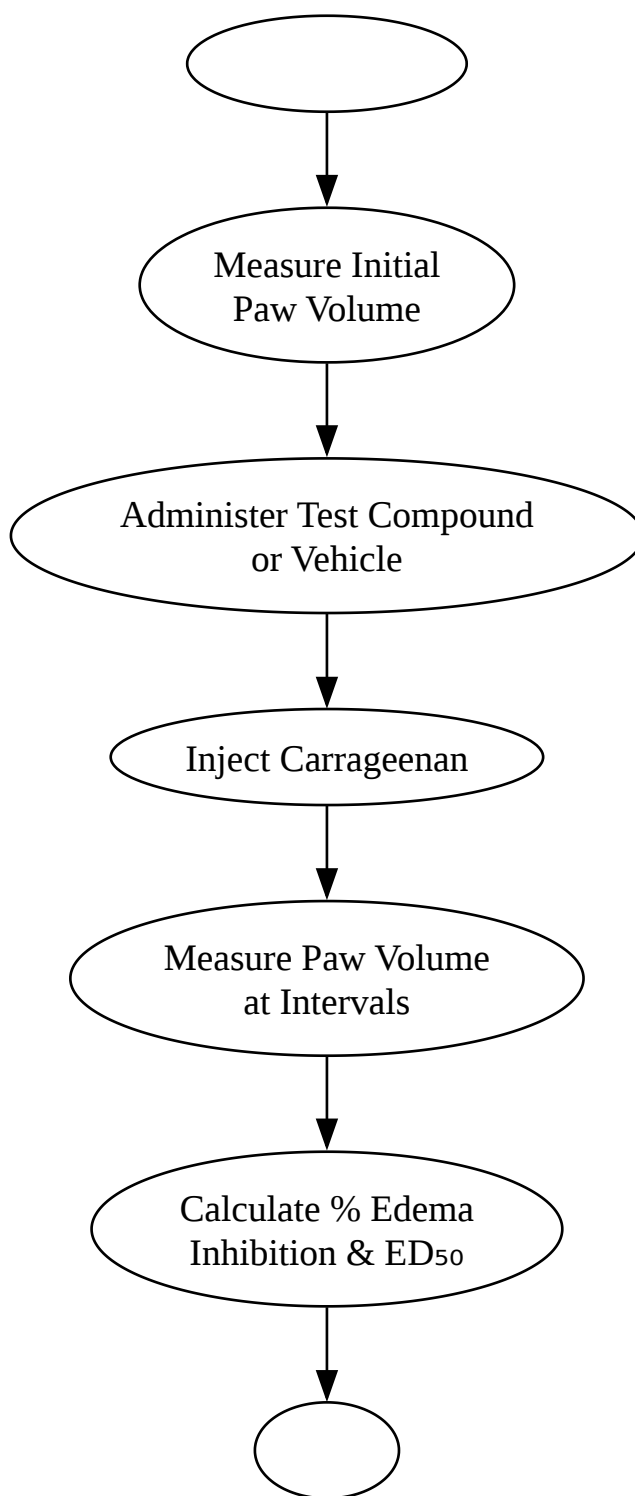 Measure Initial
Paw Volume
Administer Test Compound
or Vehicle
Inject Carrageenan
Measure Paw Volume
at Intervals
Calculate % Edema
Inhibition & ED₅₀